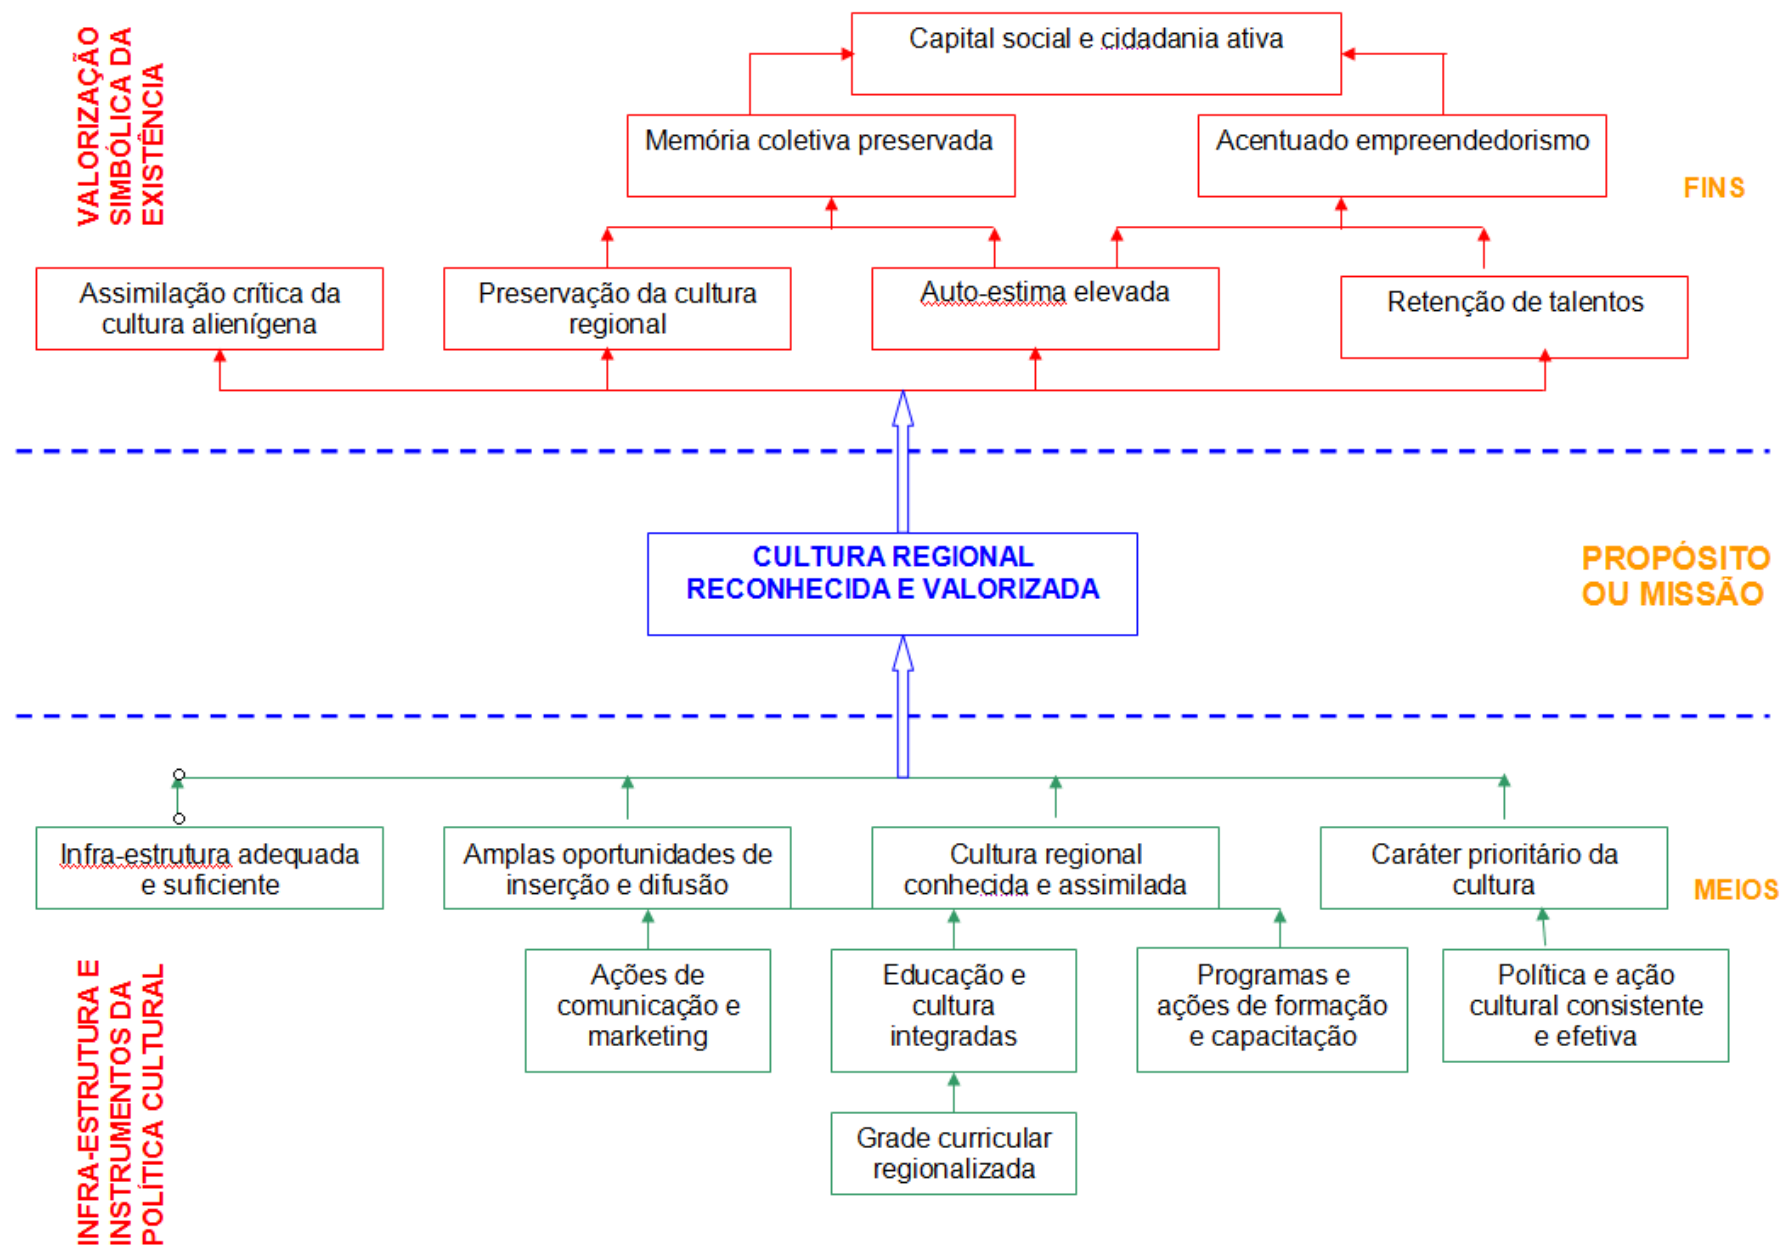 VALORIZAÇÃO
SIMBÓLICA DA
EXISTÊNCIA
Capital social e cidadania ativa
Memória coletiva preservada
Acentuado empreendedorismo
FINS
Assimilação crítica da
cultura alienígena
Preservação da cultura
regional
Auto-estima elevada
Retenção de talentos
CULTURA REGIONAL
RECONHECIDA E VALORIZADA
PROPÓSITO
OU MISSÃO
Infra-estrutura adequada
e suficiente
Amplas oportunidades de
inserção e difusão
Cultura regional
conhecida e assimilada
Caráter prioritário da
cultura
MEIOS
INFRA-ESTRUTURA E
INSTRUMENTOS DA
POLÍTICA CULTURAL
Ações de
comunicação e
marketing
Educação e
cultura
integradas
Programas e
ações de formação
e capacitação
Política e ação
cultural consistente
e efetiva
Grade curricular
regionalizada